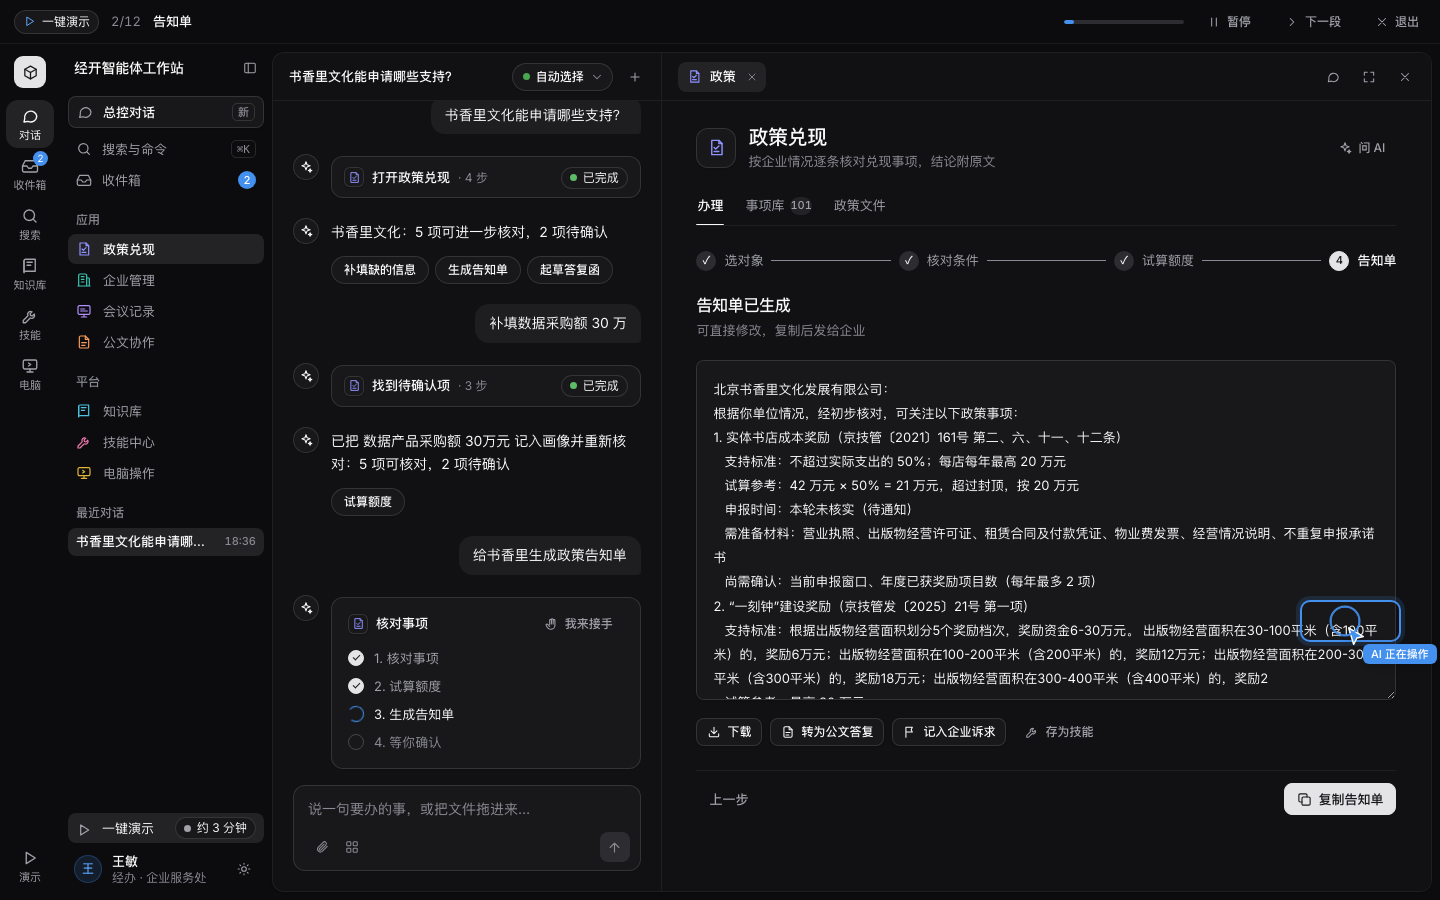 一键演示
2/12 告知单
暂停
下一段
退出
对话
2
收件箱
搜索
知识库
技能
电脑
演示
经开智能体工作站
总控对话 新
搜索与命令 ⌘K
收件箱 2
应用
政策兑现
企业管理
会议记录
公文协作
平台
知识库
技能中心
电脑操作
最近对话
书香里文化能申请哪... 18:36
一键演示 约 3 分钟
王
王敏
经办 · 企业服务处
书香里文化能申请哪些支持？
自动选择
书香里文化能申请哪些支持？
打开政策兑现 · 4 步 已完成
书香里文化：5 项可进一步核对，2 项待确认
补填缺的信息
生成告知单
起草答复函
补填数据采购额 30 万
找到待确认项 · 3 步 已完成
已把 数据产品采购额 30万元 记入画像并重新核
对：5 项可核对，2 项待确认
试算额度
给书香里生成政策告知单
核对事项 我来接手
1. 核对事项
2. 试算额度
3. 生成告知单
4. 等你确认
说一句要办的事，或把文件拖进来...
政策
政策兑现
按企业情况逐条核对兑现事项，结论附原文
问 AI
办理
事项库 101
政策文件
选对象
核对条件
试算额度
4 告知单
告知单已生成
可直接修改，复制后发给企业
北京书香里文化发展有限公司：
根据你单位情况，经初步核对，可关注以下政策事项：
1. 实体书店成本奖励（京技管〔2021〕161号 第二、六、十一、十二条）
支持标准：不超过实际支出的 50%；每店每年最高 20 万元
试算参考：42 万元 × 50% = 21 万元，超过封顶，按 20 万元
申报时间：本轮未核实（待通知）
需准备材料：营业执照、出版物经营许可证、租赁合同及付款凭证、物业费发票、经营情况说明、不重复申报承诺
书
尚需确认：当前申报窗口、年度已获奖励项目数（每年最多 2 项）
2. “一刻钟”建设奖励（京技管发〔2025〕21号 第一项）
支持标准：根据出版物经营面积划分5个奖励档次，奖励资金6-30万元。 出版物经营面积在30-100平米（含100平
米）的，奖励6万元；出版物经营面积在100-200平米（含200平米）的，奖励12万元；出版物经营面积在200-30
平米（含300平米）的，奖励18万元；出版物经营面积在300-400平米（含400平米）的，奖励2
AI 正在操作
下载
转为公文答复
记入企业诉求
存为技能
上一步
复制告知单